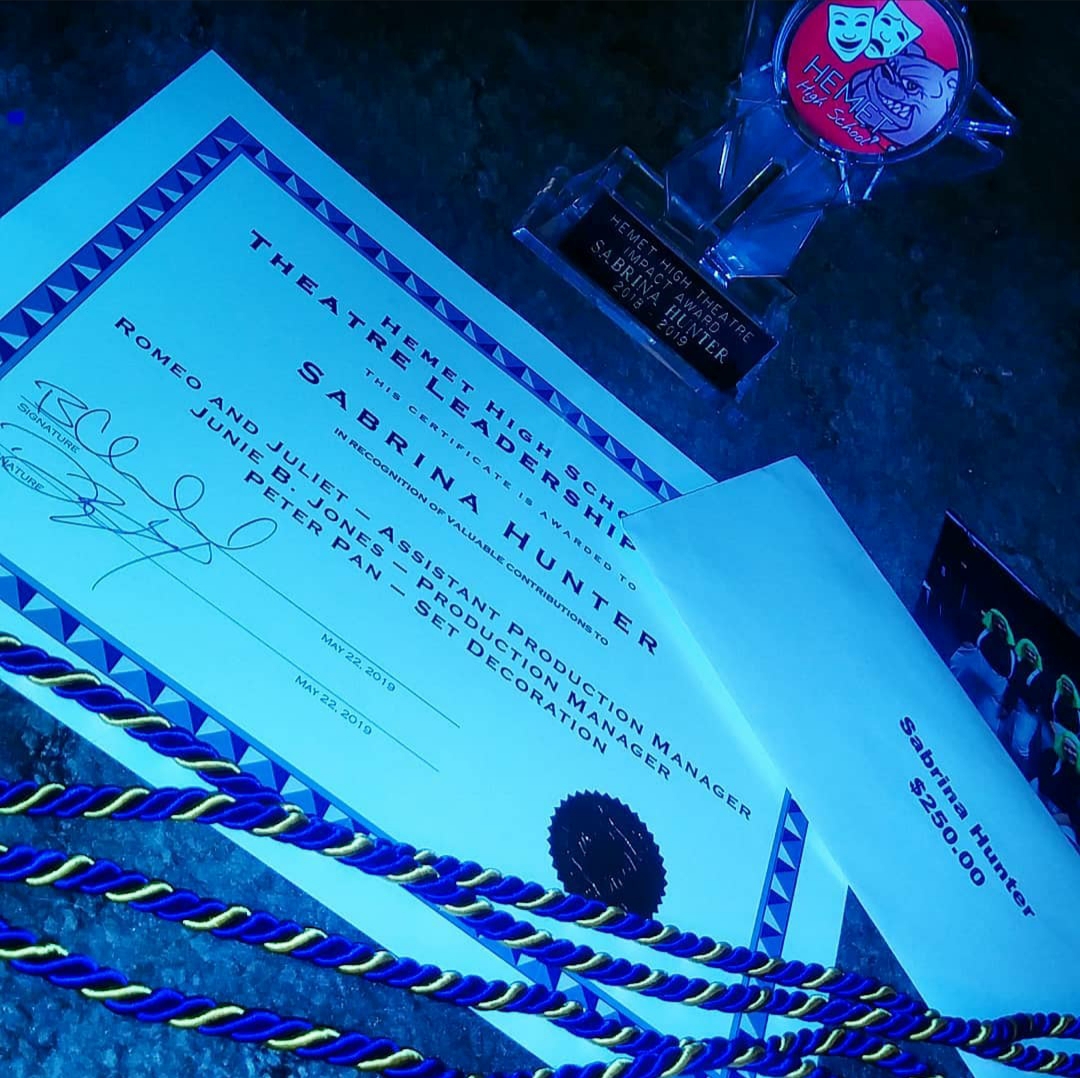 HEMET
High School
HEMET HIGH THEATRE
IMPACT AWARD
SABRINA HUNTER
2018 - 2019
HEMET HIGH SCHO
THEATRE LEADERSHIP
THIS CERTIFICATE IS AWARDED TO
SABRINA HUNTER
IN RECOGNITION OF VALUABLE CONTRIBUTIONS TO
ROMEO AND JULIET – ASSISTANT PRODUCTION MANAGER
JUNIE B. JONES – PRODUCTION MANAGER
PETER PAN – SET DECORATION
SIGNATURE
MAY 22, 2019
NATURE
MAY 22, 2019
Sabrina Hunter
$250.00